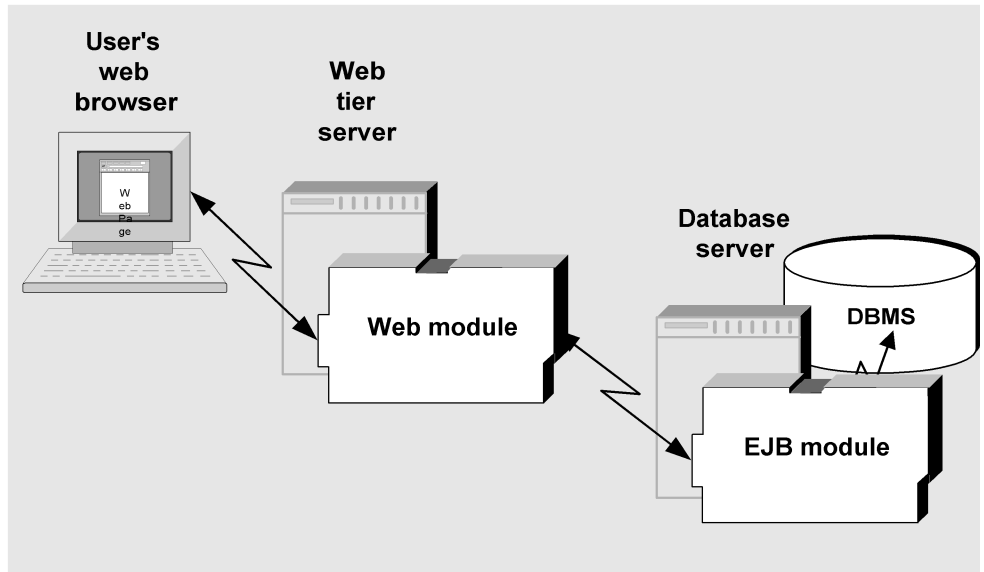 User's
web
browser
Web
tier
server
W
eb
Pa
ge
Database
server
DBMS
Web module
EJB module